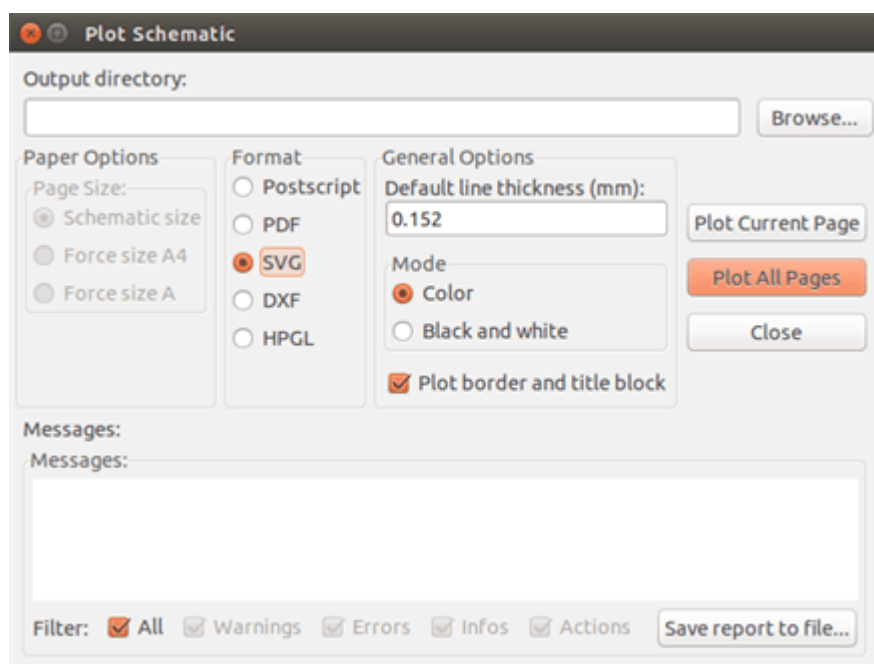 Plot Schematic
Output directory:
Browse...
Paper Options
Page Size:
Schematic size
Force size A4
Force size A
Format
Postscript
PDF
SVG
DXF
HPGL
General Options
Default line thickness (mm):
0.152
Mode
Color
Black and white
Plot border and title block
Plot Current Page
Plot All Pages
Close
Messages:
Messages:
Filter: All Warnings Errors Infos Actions Save report to file...